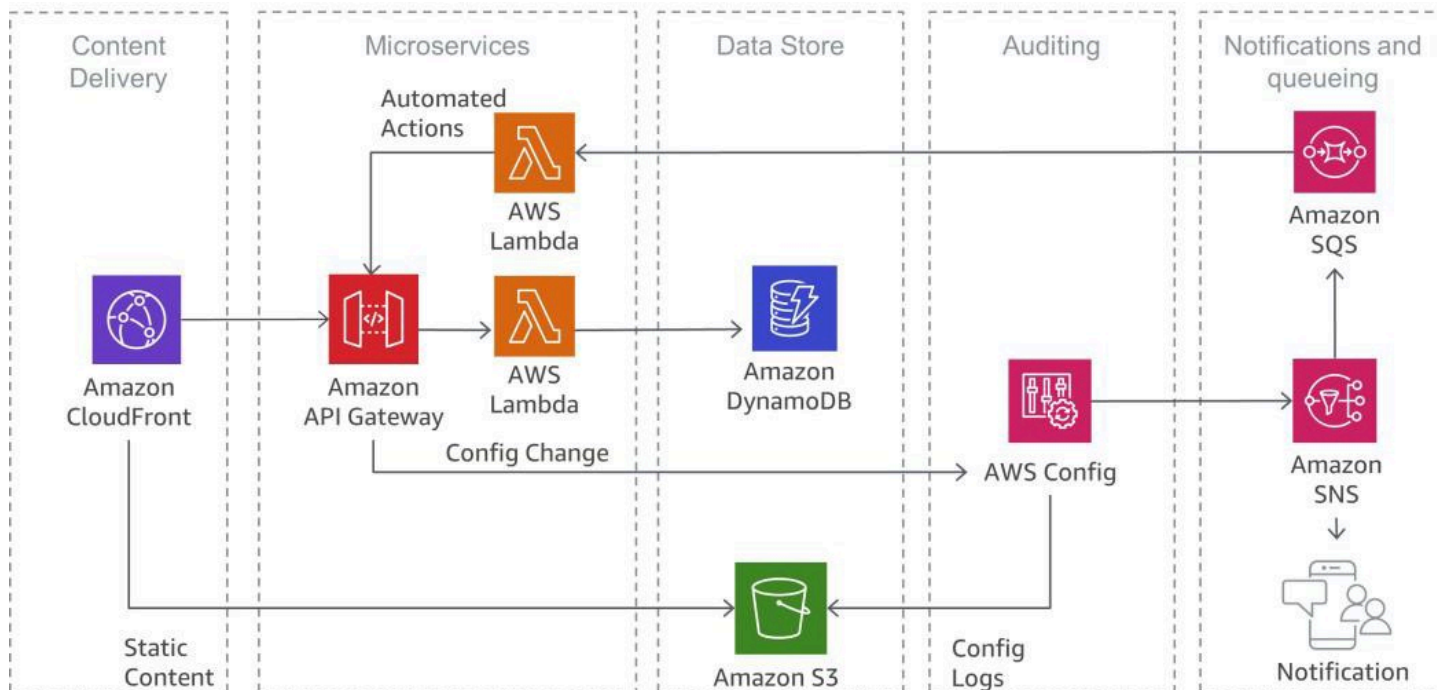 Content
Delivery
Microservices
Data Store
Auditing
Notifications and
queueing
Automated
Actions
AWS
Lambda
Amazon
SQS
Amazon
CloudFront
Amazon
API Gateway
</>
AWS
Lambda
Amazon
DynamoDB
Config Change
AWS Config
Amazon
SNS
Static
Content
Amazon S3
Config
Logs
Notification